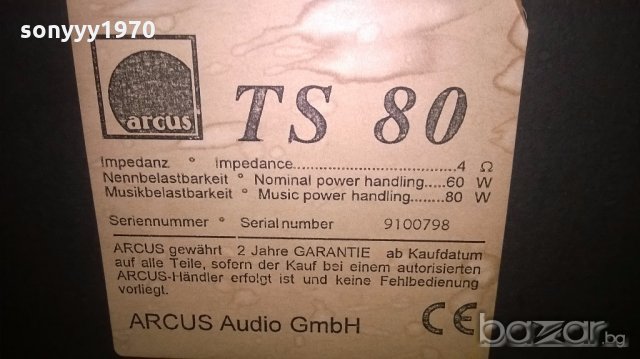 sonyyy1970
arcus
TS 80
Impedanz ° Impedance.....................................4 Ω
Nennbelastbarkeit ° Nominal power handling.....60 W
Musikbelastbarkeit ° Music power handling........80 W
Seriennummer ° Serial number 9100798
ARCUS gewährt 2 Jahre GARANTIE ab Kaufdatum
auf alle Teile, sofern der Kauf bei einem autorisierten
ARCUS-Händler erfolgt ist und keine Fehlbedienung
vorliegt.
ARCUS Audio GmbH CE
bazar.bg